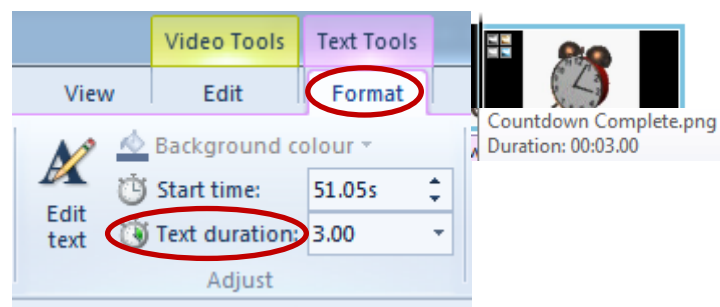 Video Tools Text Tools
View Edit Format
Edit
text
Background colour
Start time: 51.05s
Text duration: 3.00
Adjust
Countdown Complete.png
Duration: 00:03.00